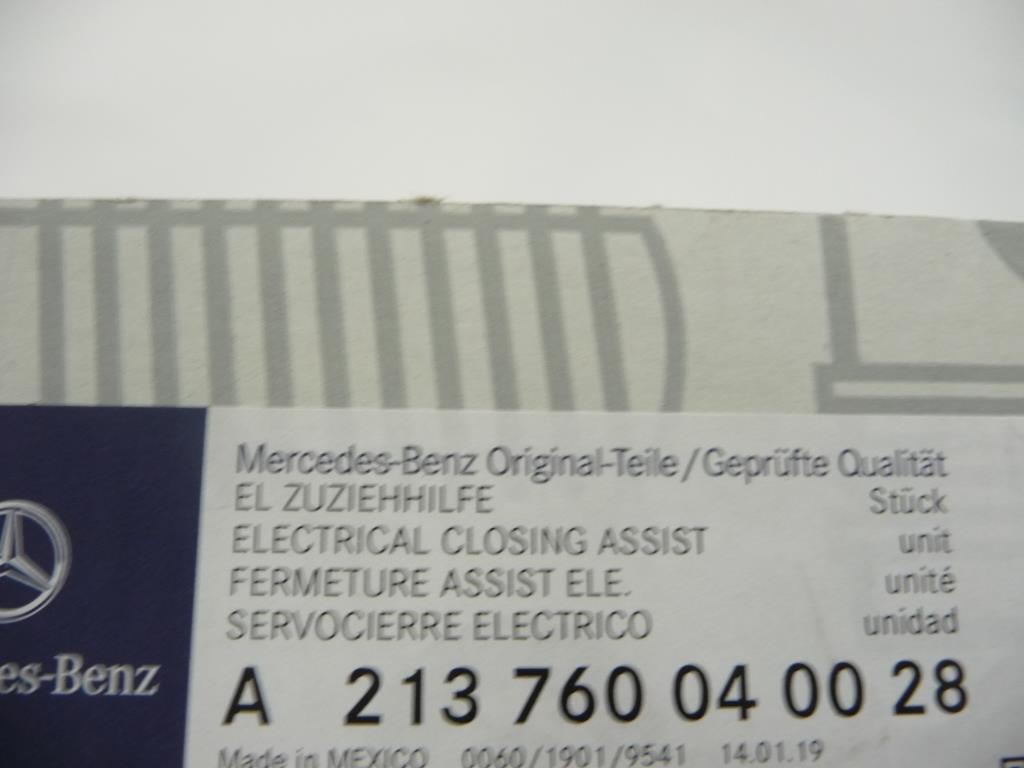 Mercedes-Benz Original-Teile/Geprüfte Qualität
EL ZUZIEHHILFE Stück
ELECTRICAL CLOSING ASSIST unit
FERMETURE ASSIST ELE. unité
SERVOCIERRE ELECTRICO unidad
es-Benz
A 213 760 04 00 28
Made in MEXICO 0060/1901/9541 14.01.19